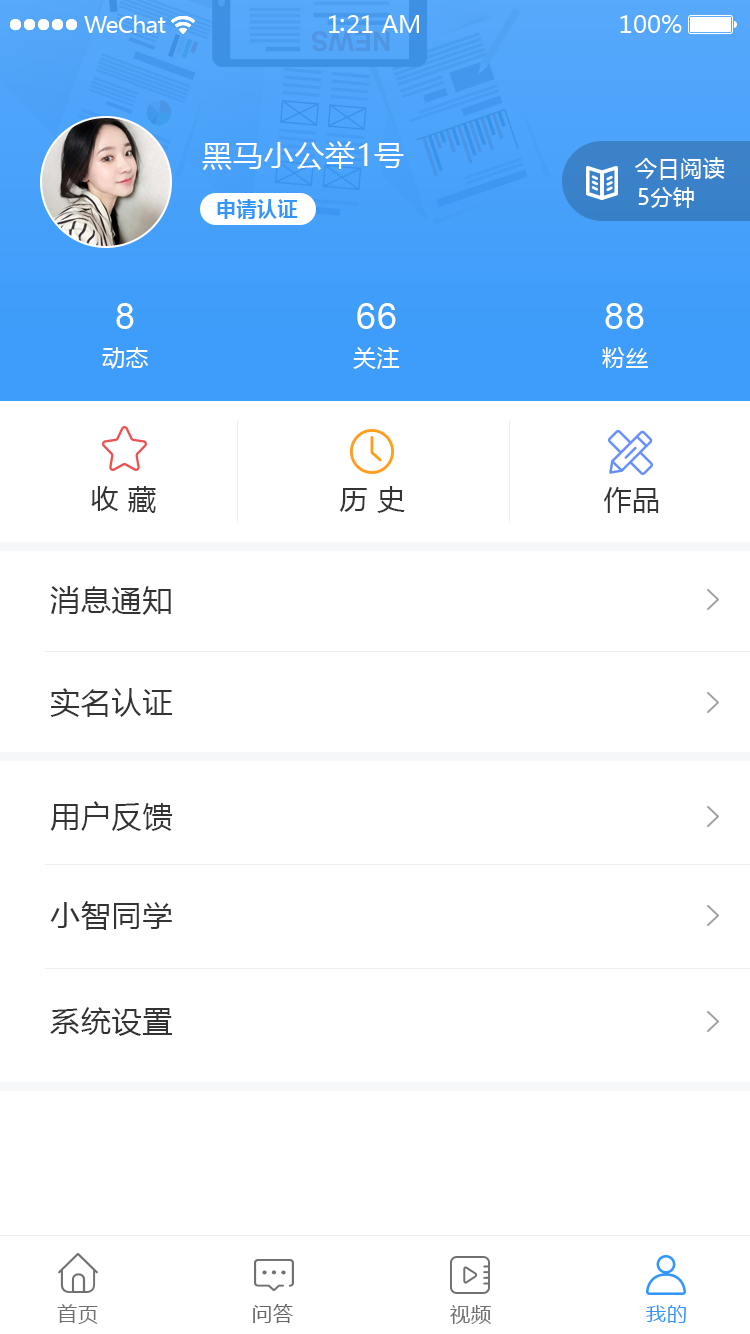 WeChat 1:21 AM 100%
NEWS
黑马小公举1号
申请认证
今日阅读
5分钟
8 66 88
动态 关注 粉丝
收 藏 历 史 作品
消息通知
实名认证
用户反馈
小智同学
系统设置
首页 问答 视频 我的